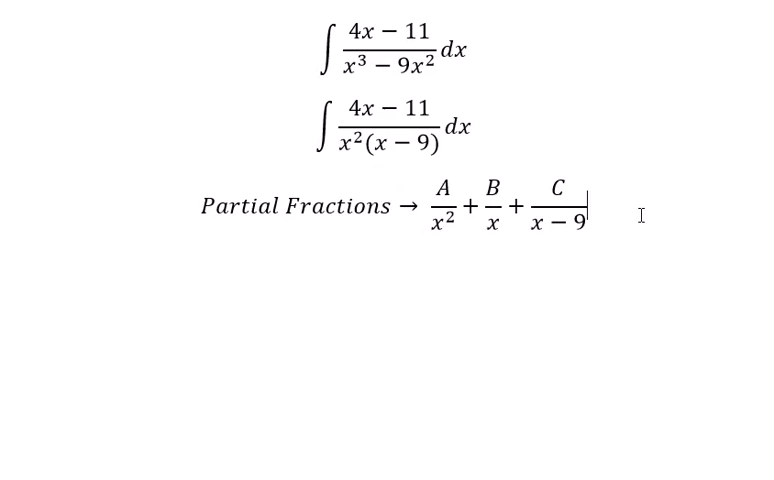 ∫ (4x − 11)/(x³ − 9x²) dx
∫ (4x − 11)/(x²(x − 9)) dx
Partial Fractions → A/x² + B/x + C/(x − 9)